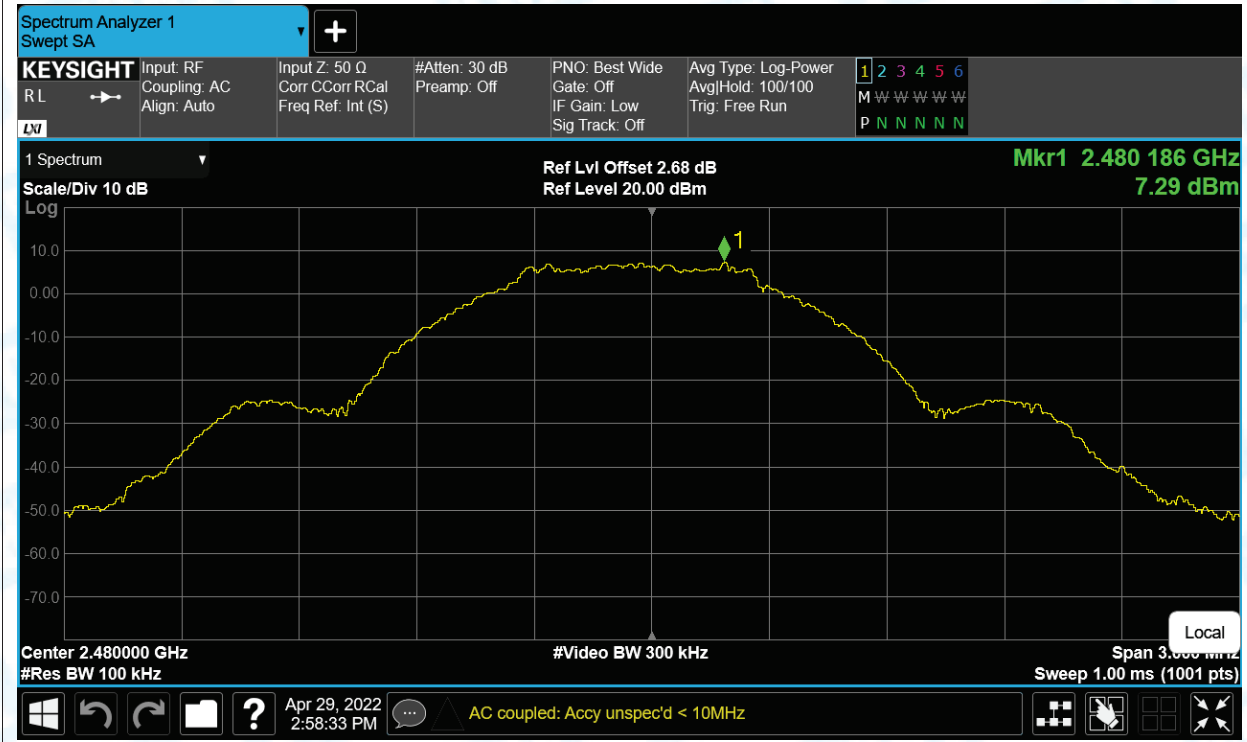 Spectrum Analyzer 1
Swept SA
+
KEYSIGHT
R L
LXI
Input: RF
Coupling: AC
Align: Auto
Input Z: 50 Ω
Corr CCorr RCal
Freq Ref: Int (S)
#Atten: 30 dB
Preamp: Off
PNO: Best Wide
Gate: Off
IF Gain: Low
Sig Track: Off
Avg Type: Log-Power
Avg|Hold: 100/100
Trig: Free Run
1 2 3 4 5 6
M W W W W W
P N N N N N
1 Spectrum
Scale/Div 10 dB
Log
Ref Lvl Offset 2.68 dB
Ref Level 20.00 dBm
Mkr1 2.480 186 GHz
7.29 dBm
1
10.0
0.00
-10.0
-20.0
-30.0
-40.0
-50.0
-60.0
-70.0
Local
Center 2.480000 GHz
#Video BW 300 kHz
Span 3.000 MHz
#Res BW 100 kHz
Sweep 1.00 ms (1001 pts)
?
Apr 29, 2022
2:58:33 PM
AC coupled: Accy unspec'd < 10MHz